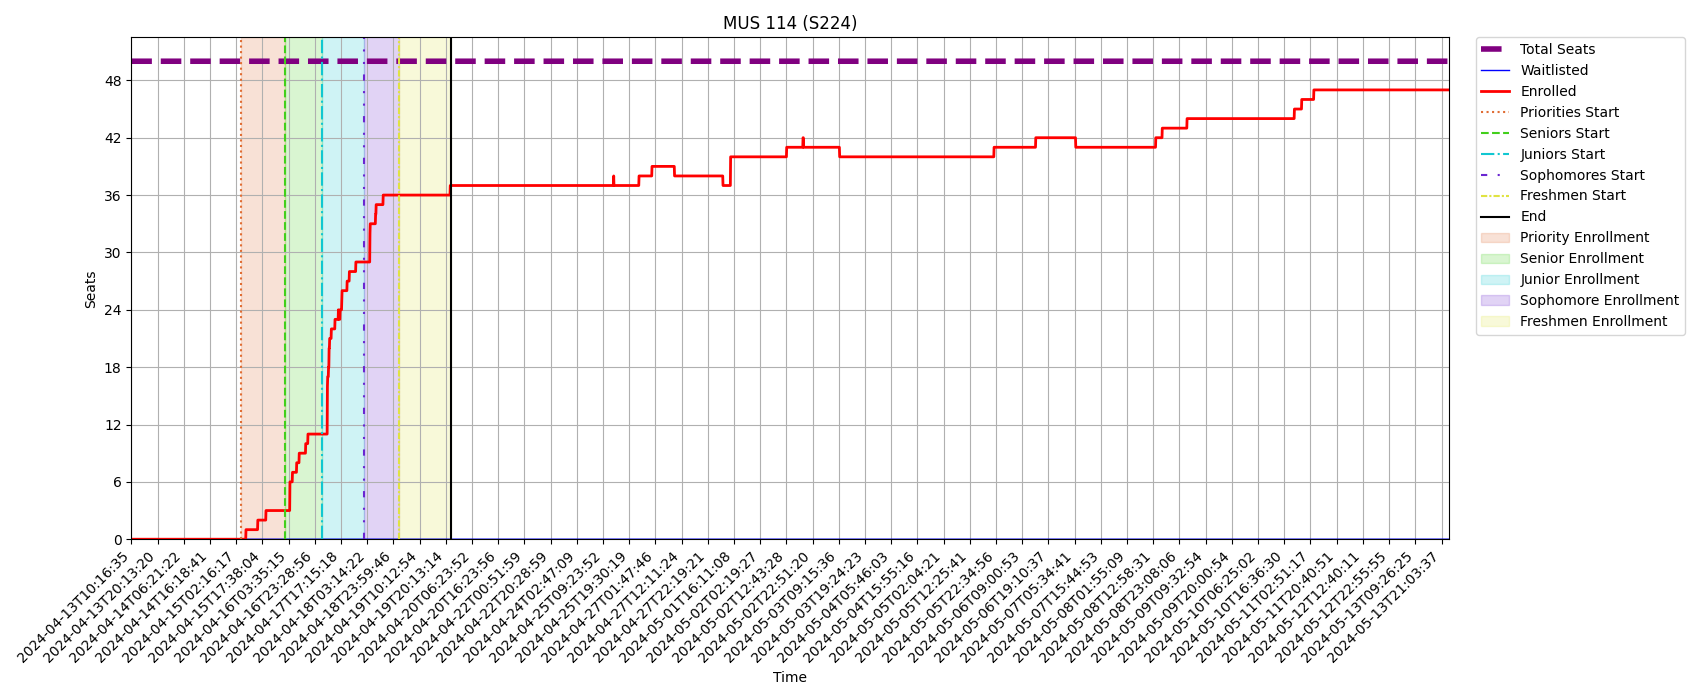 MUS 114 (S224)
Total Seats
Waitlisted
Enrolled
Priorities Start
Seniors Start
Juniors Start
Sophomores Start
Freshmen Start
End
Priority Enrollment
Senior Enrollment
Junior Enrollment
Sophomore Enrollment
Freshmen Enrollment
Seats
48
42
36
30
24
18
12
6
0
2024-04-13T10:16:35
2024-04-13T20:13:20
2024-04-14T06:21:22
2024-04-14T16:18:41
2024-04-15T02:16:17
2024-04-15T17:38:04
2024-04-16T03:35:15
2024-04-16T23:28:56
2024-04-17T17:15:18
2024-04-18T03:14:22
2024-04-18T23:59:46
2024-04-19T10:12:54
2024-04-19T20:13:14
2024-04-20T06:23:52
2024-04-20T16:23:56
2024-04-22T00:51:59
2024-04-22T20:28:59
2024-04-24T02:47:09
2024-04-25T09:23:52
2024-04-25T19:30:19
2024-04-27T01:47:46
2024-04-27T12:11:24
2024-04-27T22:19:21
2024-05-01T16:11:08
2024-05-02T02:19:27
2024-05-02T12:43:28
2024-05-02T22:51:20
2024-05-03T09:15:36
2024-05-03T19:24:23
2024-05-04T05:46:03
2024-05-04T15:55:16
2024-05-05T02:04:21
2024-05-05T12:25:41
2024-05-05T22:34:56
2024-05-06T09:00:53
2024-05-06T19:10:37
2024-05-07T05:34:41
2024-05-07T15:44:53
2024-05-08T01:55:09
2024-05-08T12:58:31
2024-05-08T23:08:06
2024-05-09T09:32:54
2024-05-09T20:00:54
2024-05-10T06:25:02
2024-05-10T16:36:30
2024-05-11T02:51:17
2024-05-11T20:40:51
2024-05-12T12:40:11
2024-05-12T22:55:55
2024-05-13T09:26:25
2024-05-13T21:03:37
Time